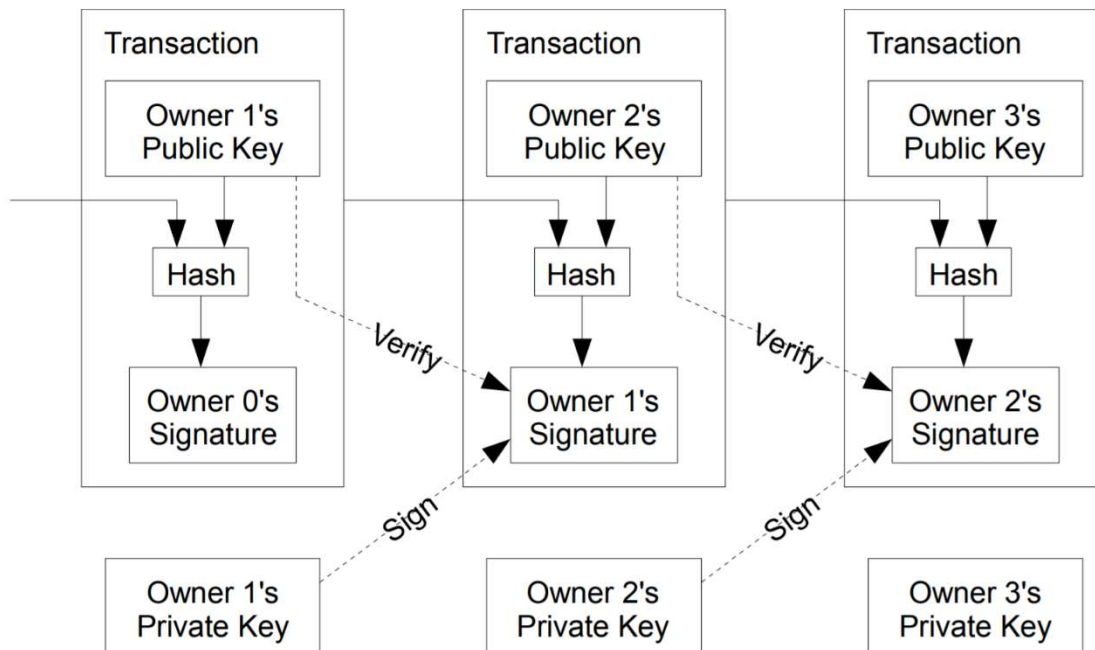 Transaction
Owner 1's
Public Key
Hash
Owner 0's
Signature
Transaction
Owner 2's
Public Key
Hash
Verify
Owner 1's
Signature
Transaction
Owner 3's
Public Key
Hash
Verify
Owner 2's
Signature
Sign
Sign
Owner 1's
Private Key
Owner 2's
Private Key
Owner 3's
Private Key